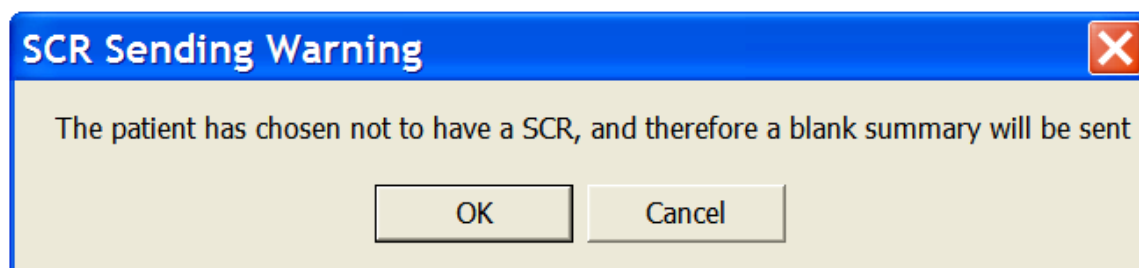 SCR Sending Warning
The patient has chosen not to have a SCR, and therefore a blank summary will be sent
OK Cancel